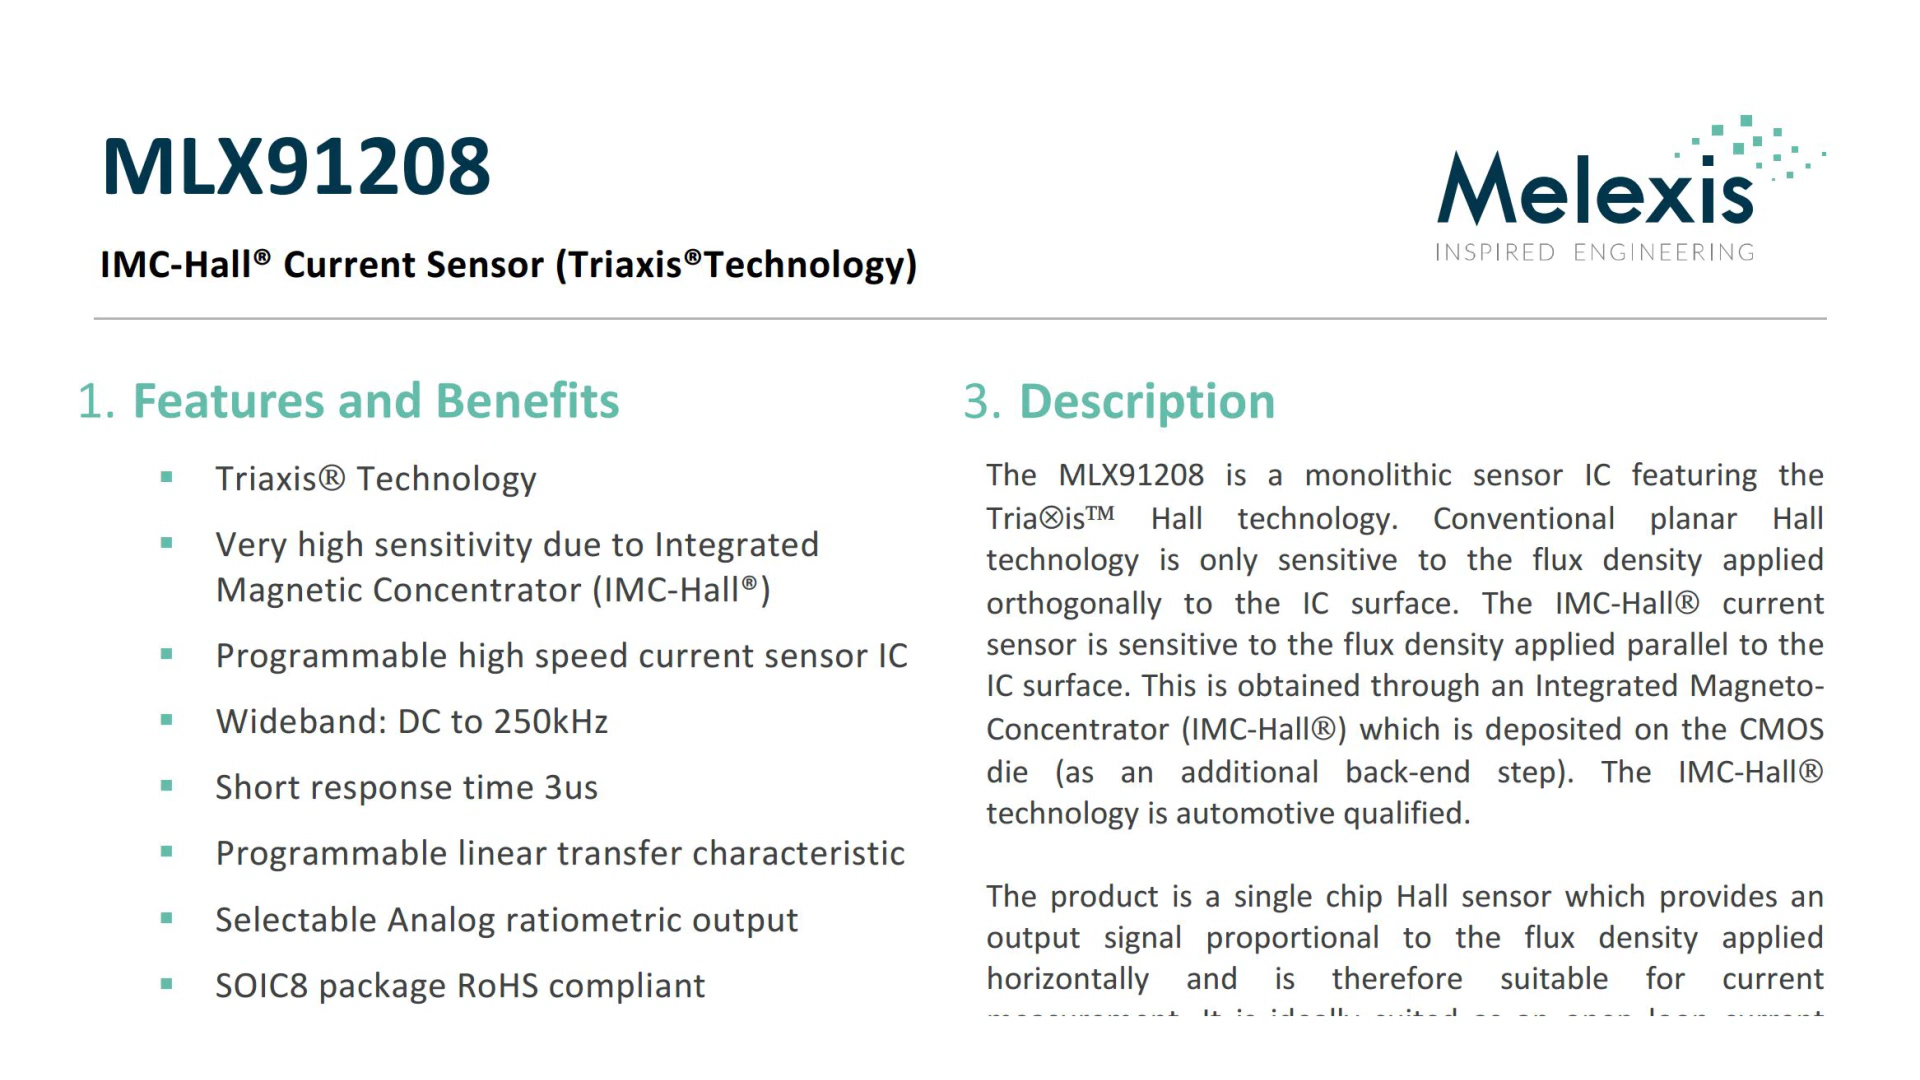 MLX91208
IMC-Hall® Current Sensor (Triaxis®Technology)
Melexis
INSPIRED ENGINEERING
1. Features and Benefits
▪ Triaxis® Technology
▪ Very high sensitivity due to Integrated
Magnetic Concentrator (IMC-Hall®)
▪ Programmable high speed current sensor IC
▪ Wideband: DC to 250kHz
▪ Short response time 3us
▪ Programmable linear transfer characteristic
▪ Selectable Analog ratiometric output
▪ SOIC8 package RoHS compliant
3. Description
The MLX91208 is a monolithic sensor IC featuring the
Tria⊗is™ Hall technology. Conventional planar Hall
technology is only sensitive to the flux density applied
orthogonally to the IC surface. The IMC-Hall® current
sensor is sensitive to the flux density applied parallel to the
IC surface. This is obtained through an Integrated Magneto-
Concentrator (IMC-Hall®) which is deposited on the CMOS
die (as an additional back-end step). The IMC-Hall®
technology is automotive qualified.
The product is a single chip Hall sensor which provides an
output signal proportional to the flux density applied
horizontally and is therefore suitable for current